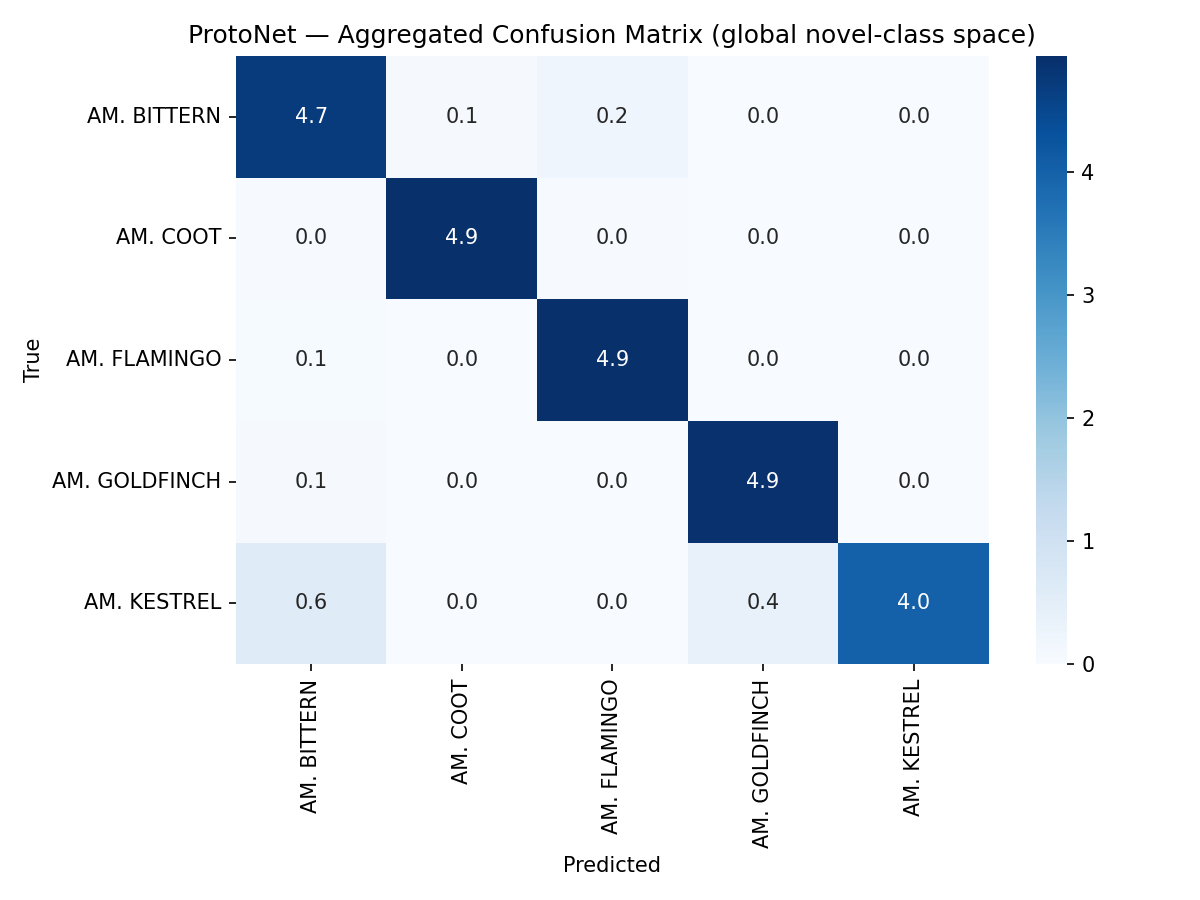 ProtoNet — Aggregated Confusion Matrix (global novel-class space)
AM. BITTERN 4.7 0.1 0.2 0.0 0.0
AM. COOT 0.0 4.9 0.0 0.0 0.0
AM. FLAMINGO 0.1 0.0 4.9 0.0 0.0
AM. GOLDFINCH 0.1 0.0 0.0 4.9 0.0
AM. KESTREL 0.6 0.0 0.0 0.4 4.0
True
AM. BITTERN
AM. COOT
AM. FLAMINGO
AM. GOLDFINCH
AM. KESTREL
Predicted
4
3
2
1
0